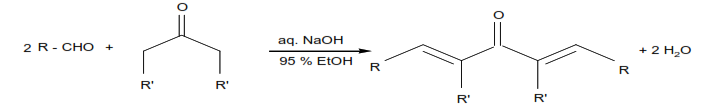 2 R - CHO +
O
R'
R'
aq. NaOH
95 % EtOH
O
R
R'
R'
R
+ 2 H₂O